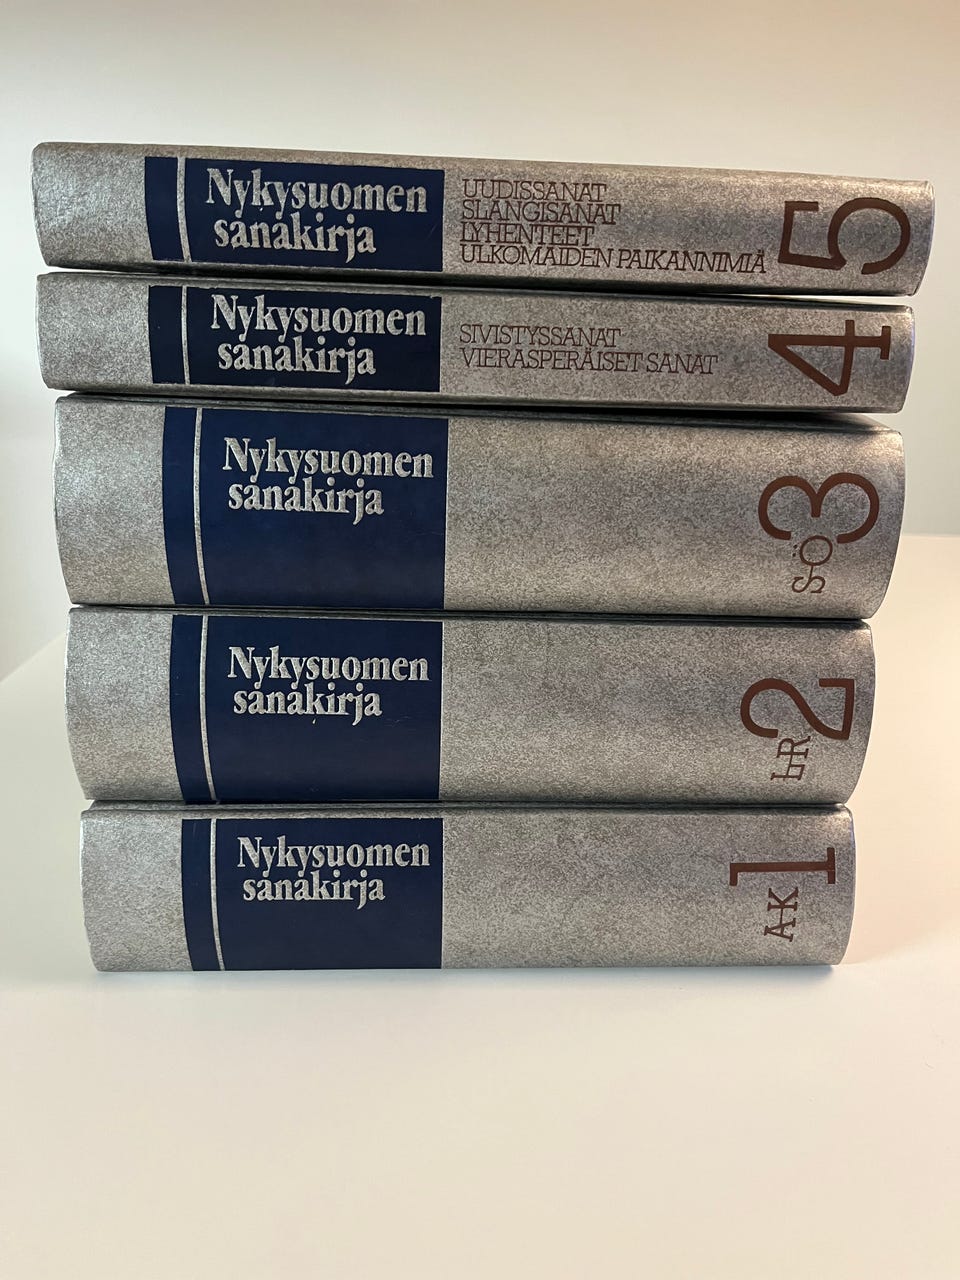 Nykysuomen
sanakirja
UUDISSANAT
SLANGISANAT
LYHENTEET
ULKOMAIDEN PAIKANNIMIÄ
5
Nykysuomen
sanakirja
SIVISTYSSANAT
VIERASPERÄISET SANAT
4
Nykysuomen
sanakirja
S-Ö
3
Nykysuomen
sanakirja
L-R
2
Nykysuomen
sanakirja
A-K
1